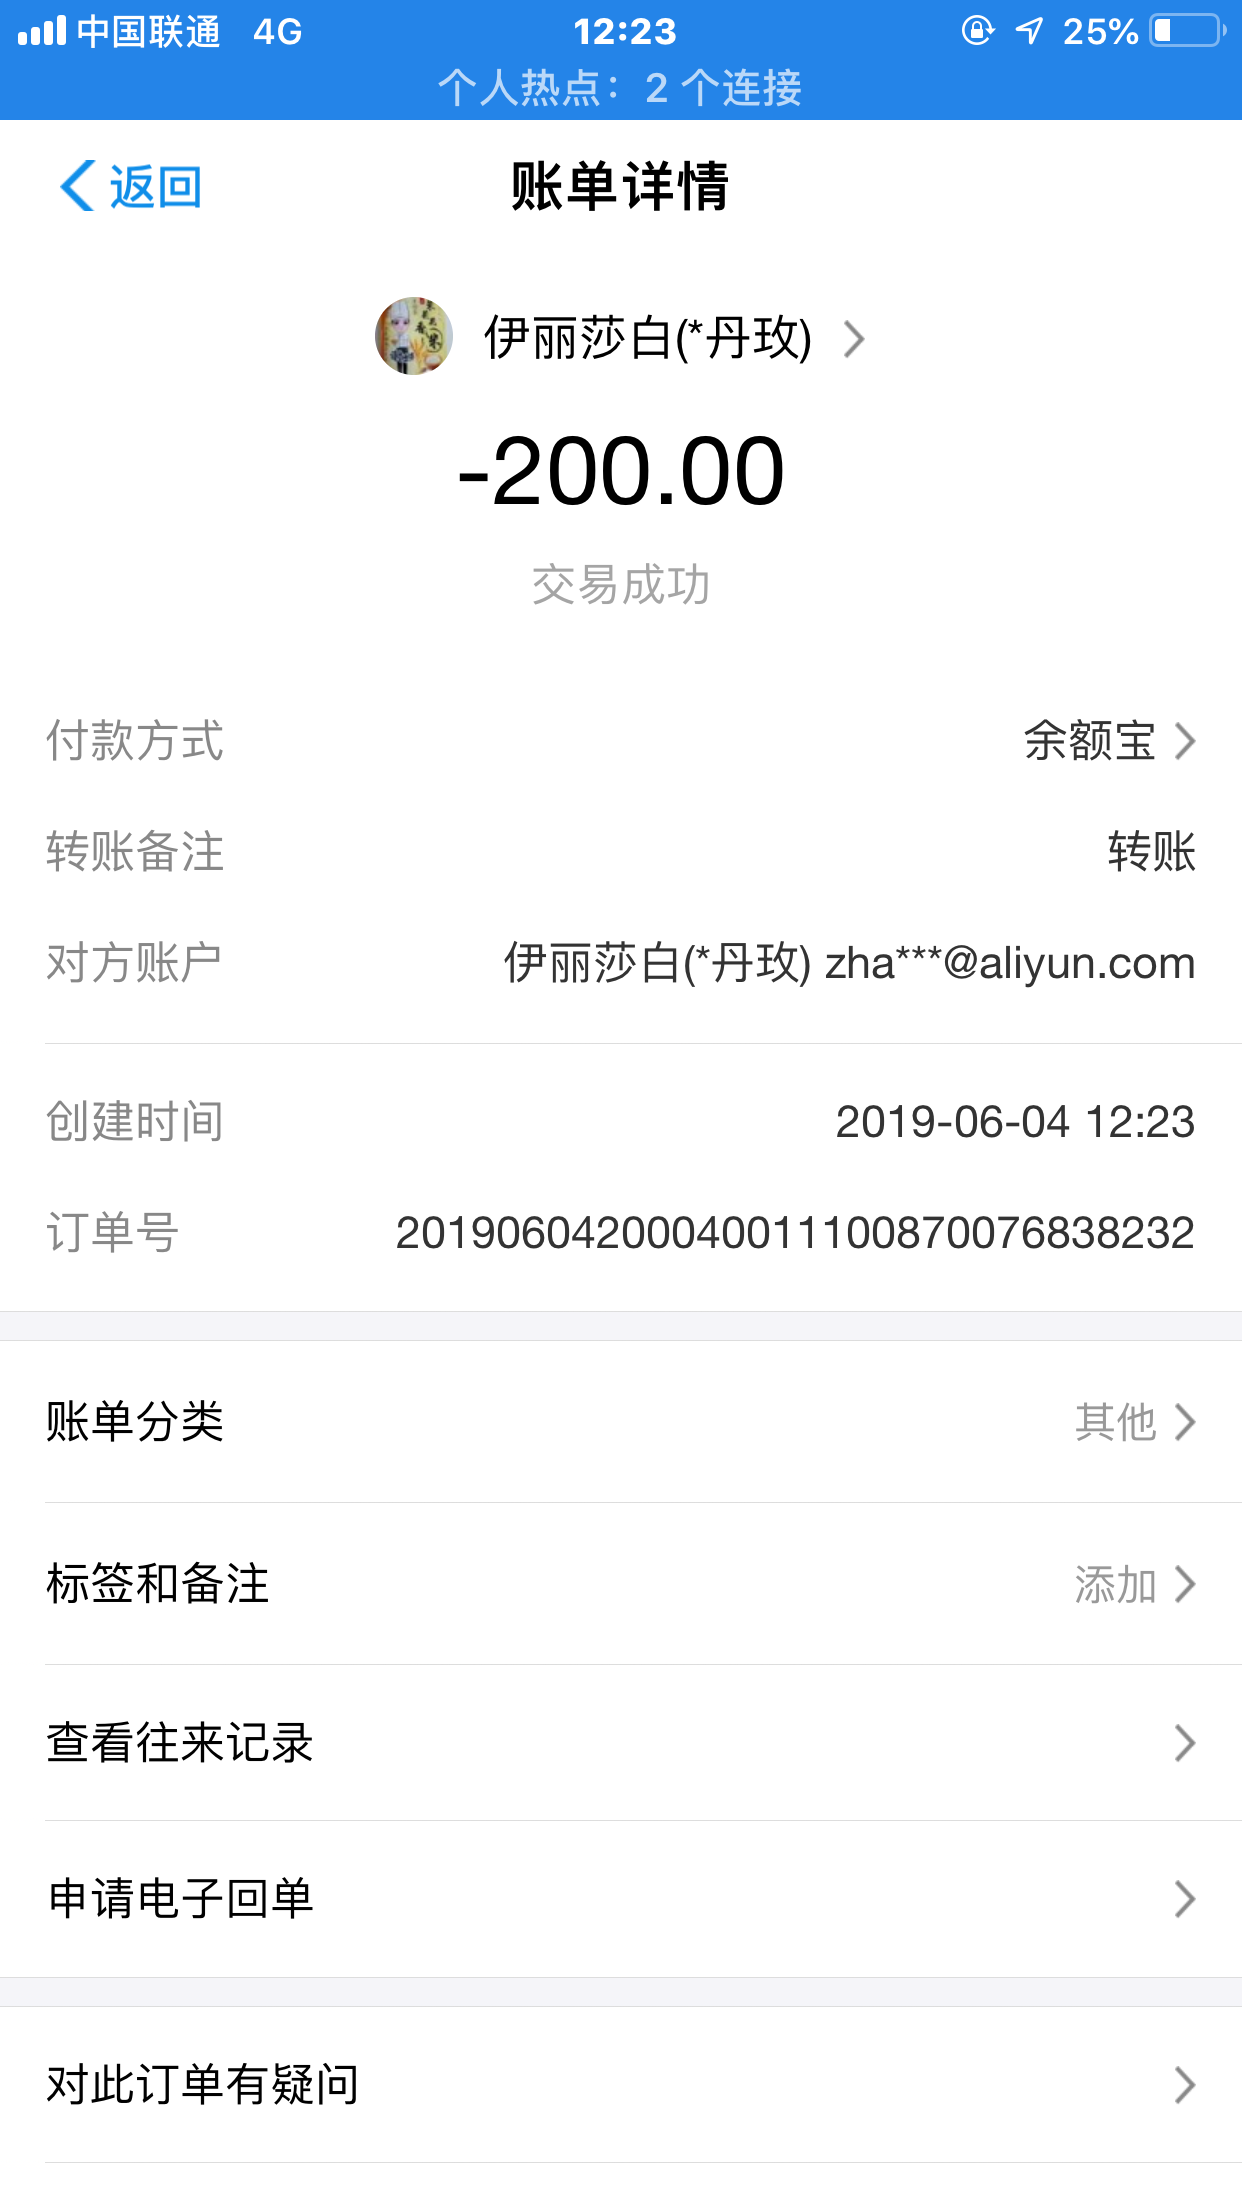 中国联通 4G 12:23 25%
个人热点：2 个连接
返回 账单详情
伊丽莎白(*丹玫)
-200.00
交易成功
付款方式 余额宝
转账备注 转账
对方账户 伊丽莎白(*丹玫) zha***@aliyun.com
创建时间 2019-06-04 12:23
订单号 20190604200040011100870076838232
账单分类 其他
标签和备注 添加
查看往来记录
申请电子回单
对此订单有疑问